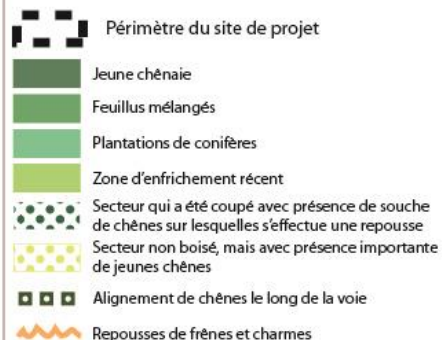 Périmètre du site de projet
Jeune chênaie
Feuillus mélangés
Plantations de conifères
Zone d'enfrichement récent
Secteur qui a été coupé avec présence de souche
de chênes sur lesquelles s'effectue une repousse
Secteur non boisé, mais avec présence importante
de jeunes chênes
Alignement de chênes le long de la voie
Repousses de frênes et charmes